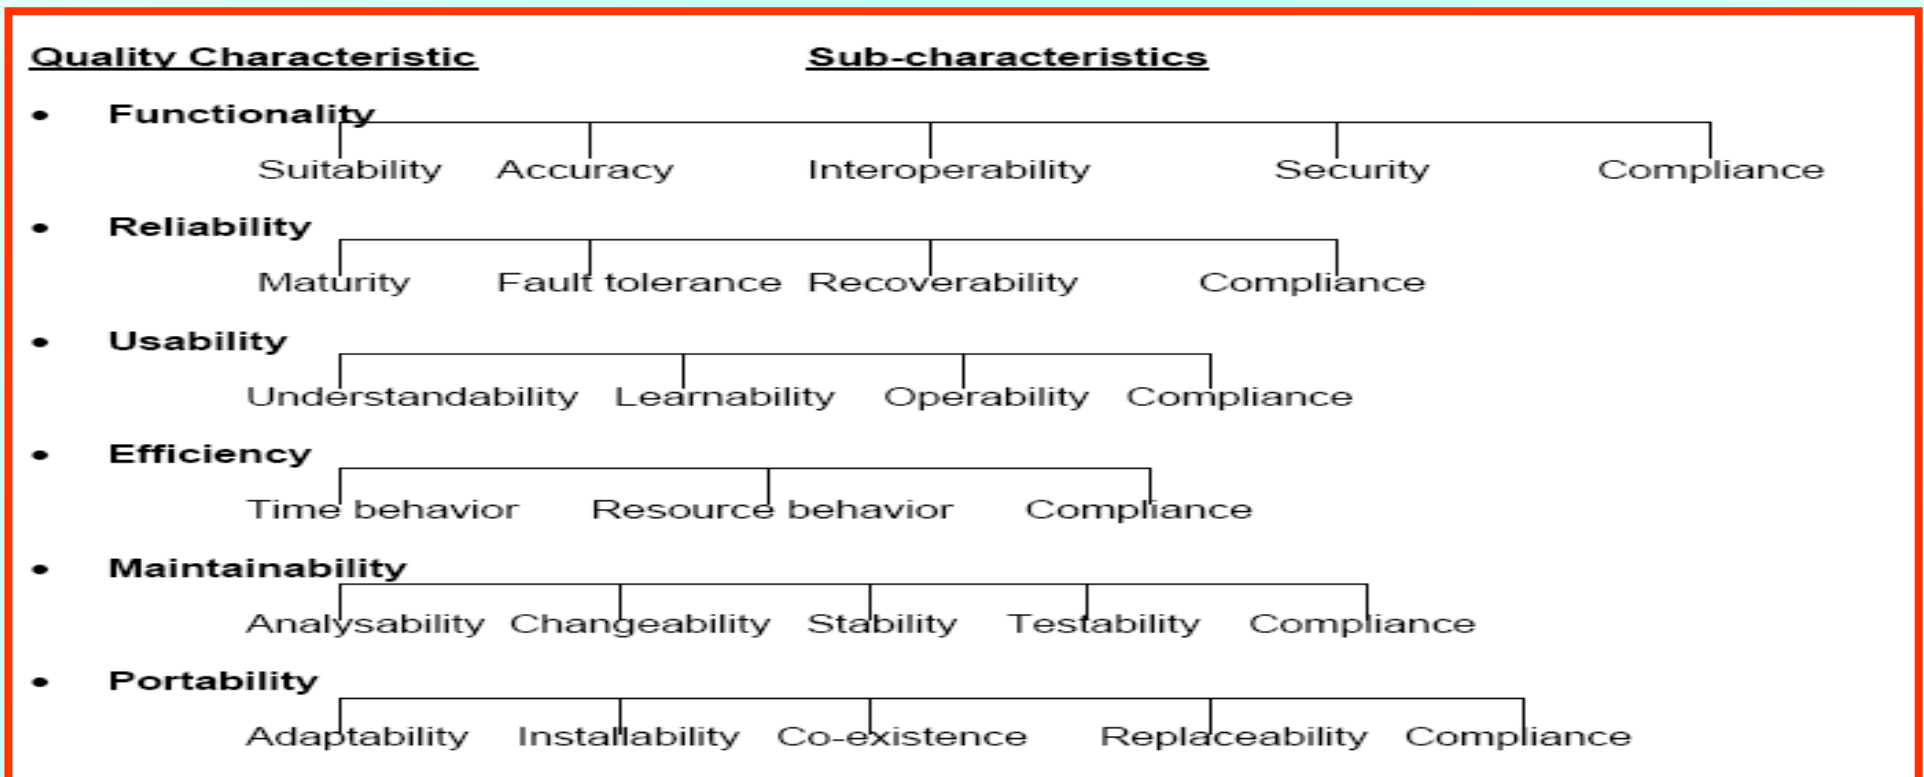 Quality Characteristic Sub-characteristics
• Functionality
Suitability Accuracy Interoperability Security Compliance
• Reliability
Maturity Fault tolerance Recoverability Compliance
• Usability
Understandability Learnability Operability Compliance
• Efficiency
Time behavior Resource behavior Compliance
• Maintainability
Analysability Changeability Stability Testability Compliance
• Portability
Adaptability Installability Co-existence Replaceability Compliance